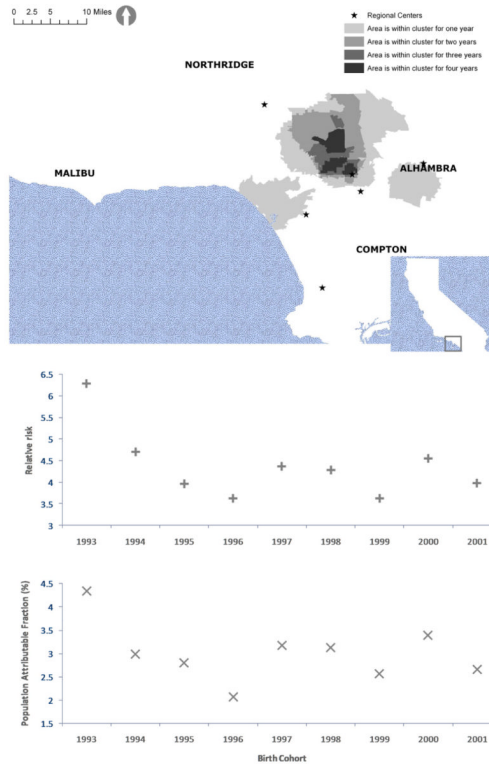 0 2.5 5 10 Miles
Regional Centers
Area is within cluster for one year
Area is within cluster for two years
Area is within cluster for three years
Area is within cluster for four years
NORTHRIDGE
MALIBU
ALHAMBRA
COMPTON
Relative risk
6.5
6
5.5
5
4.5
4
3.5
3
1993 1994 1995 1996 1997 1998 1999 2000 2001
Population Attributable Fraction (%)
4.5
4
3.5
3
2.5
2
1.5
1993 1994 1995 1996 1997 1998 1999 2000 2001
Birth Cohort